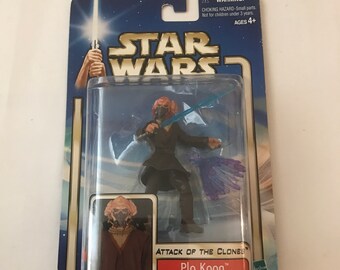 CHOKING HAZARD-Small parts.
Not for children under 3 years.
AGES 4+
STAR
WARS
ATTACK OF THE CLONES
Plo Koon